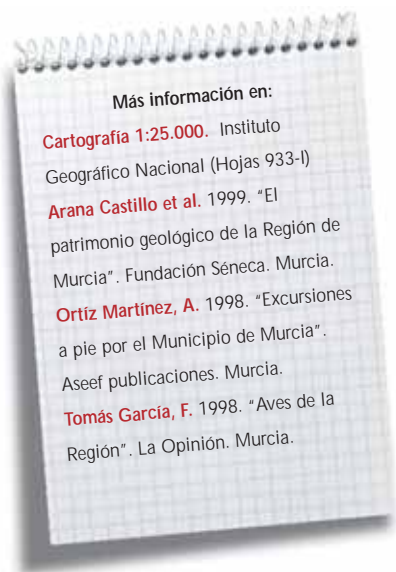 Más información en:
Cartografía 1:25.000. Instituto
Geográfico Nacional (Hojas 933-I)
Arana Castillo et al. 1999. "El
patrimonio geológico de la Región de
Murcia". Fundación Séneca. Murcia.
Ortíz Martínez, A. 1998. "Excursiones
a pie por el Municipio de Murcia".
Aseef publicaciones. Murcia.
Tomás García, F. 1998. "Aves de la
Región". La Opinión. Murcia.